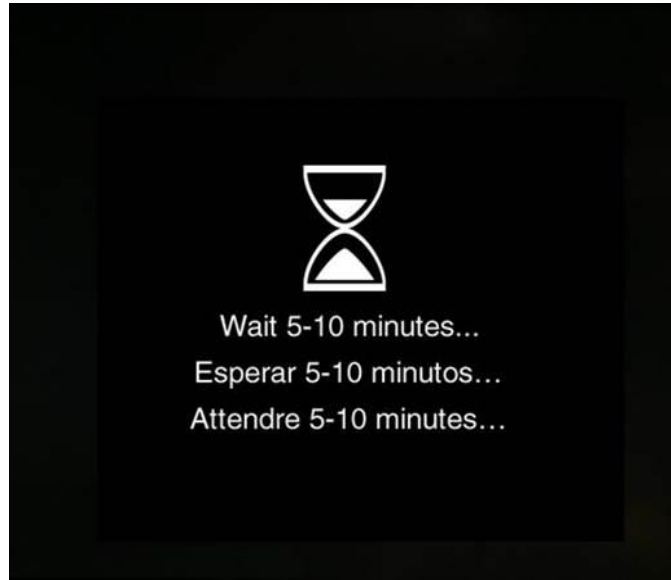 Wait 5-10 minutes...
Esperar 5-10 minutos...
Attendre 5-10 minutes...